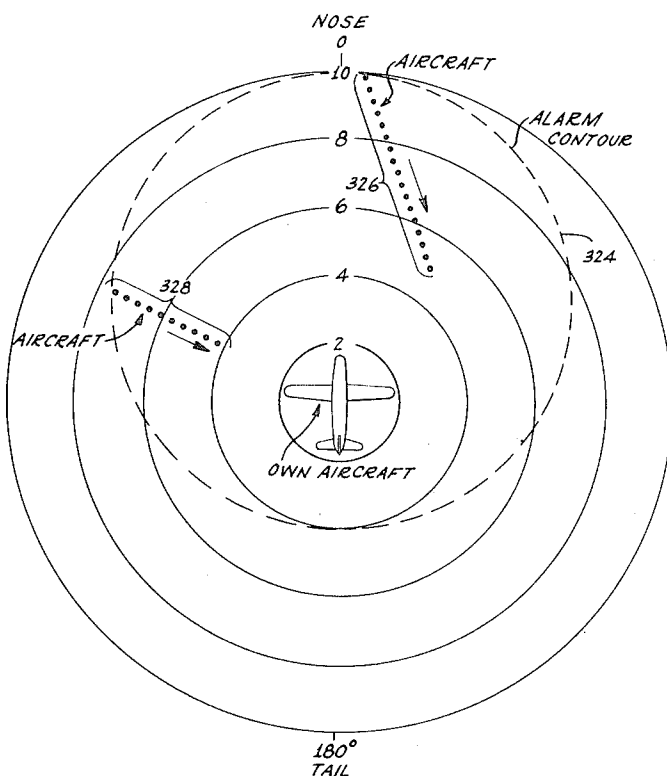 NOSE
0
10
AIRCRAFT
8
ALARM
CONTOUR
326
6
324
4
328
AIRCRAFT
2
OWN AIRCRAFT
180°
TAIL